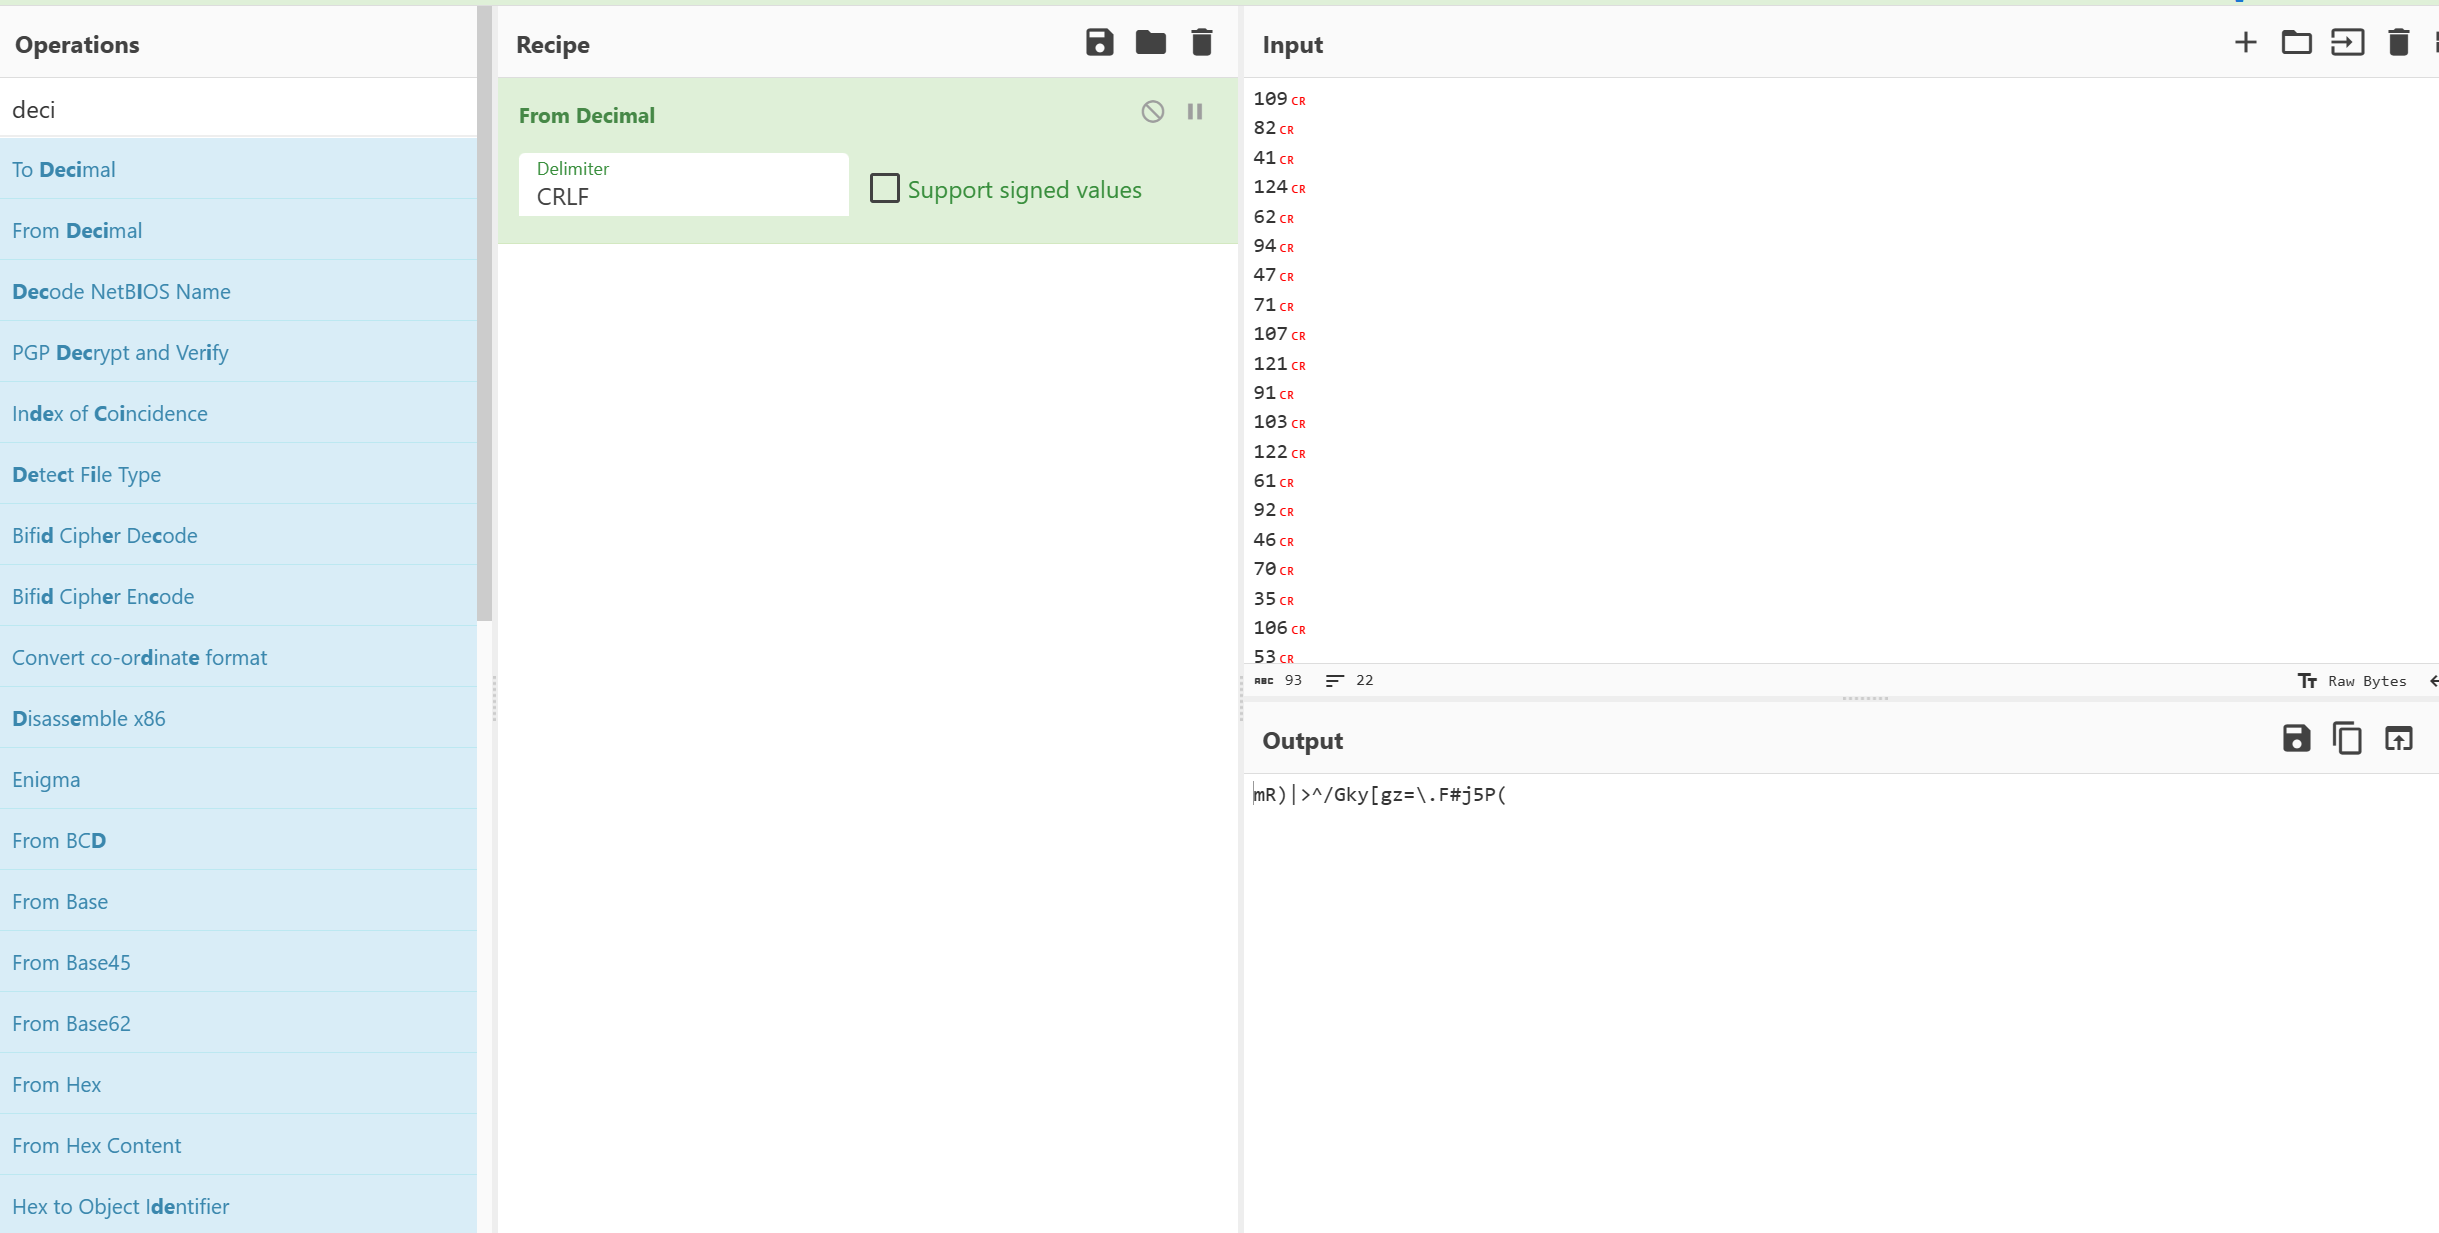 Operations
deci
To Decimal
From Decimal
Decode NetBIOS Name
PGP Decrypt and Verify
Index of Coincidence
Detect File Type
Bifid Cipher Decode
Bifid Cipher Encode
Convert co-ordinate format
Disassemble x86
Enigma
From BCD
From Base
From Base45
From Base62
From Hex
From Hex Content
Hex to Object Identifier
Recipe
From Decimal
Delimiter
CRLF
Support signed values
Input
109 CR
82 CR
41 CR
124 CR
62 CR
94 CR
47 CR
71 CR
107 CR
121 CR
91 CR
103 CR
122 CR
61 CR
92 CR
46 CR
70 CR
35 CR
106 CR
53 CR
ABC 93 22
Tт Raw Bytes
Output
mR)|>^/Gky[gz=\.F#j5P(